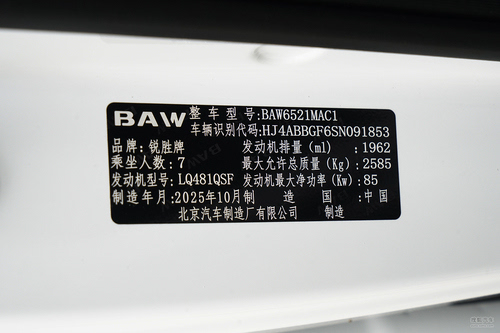 BAW 整车型号:BAW6521MAC1
车辆识别代码:HJ4ABBGF6SN091853
品牌:锐胜牌 发动机排量(ml):1962
乘坐人数:7 最大允许总质量(Kg):2585
发动机型号:LQ481QSF 发动机最大净功率(Kw):85
制造年月:2025年10月 制造国:中国
北京汽车制造厂有限公司 制造